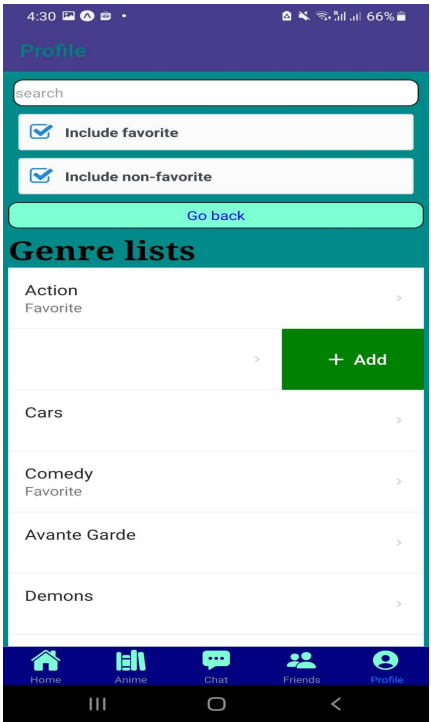 4:30
66%
Profile
search
Include favorite
Include non-favorite
Go back
Genre lists
Action
Favorite
+ Add
Cars
Comedy
Favorite
Avante Garde
Demons
Home Anime Chat Friends Profile